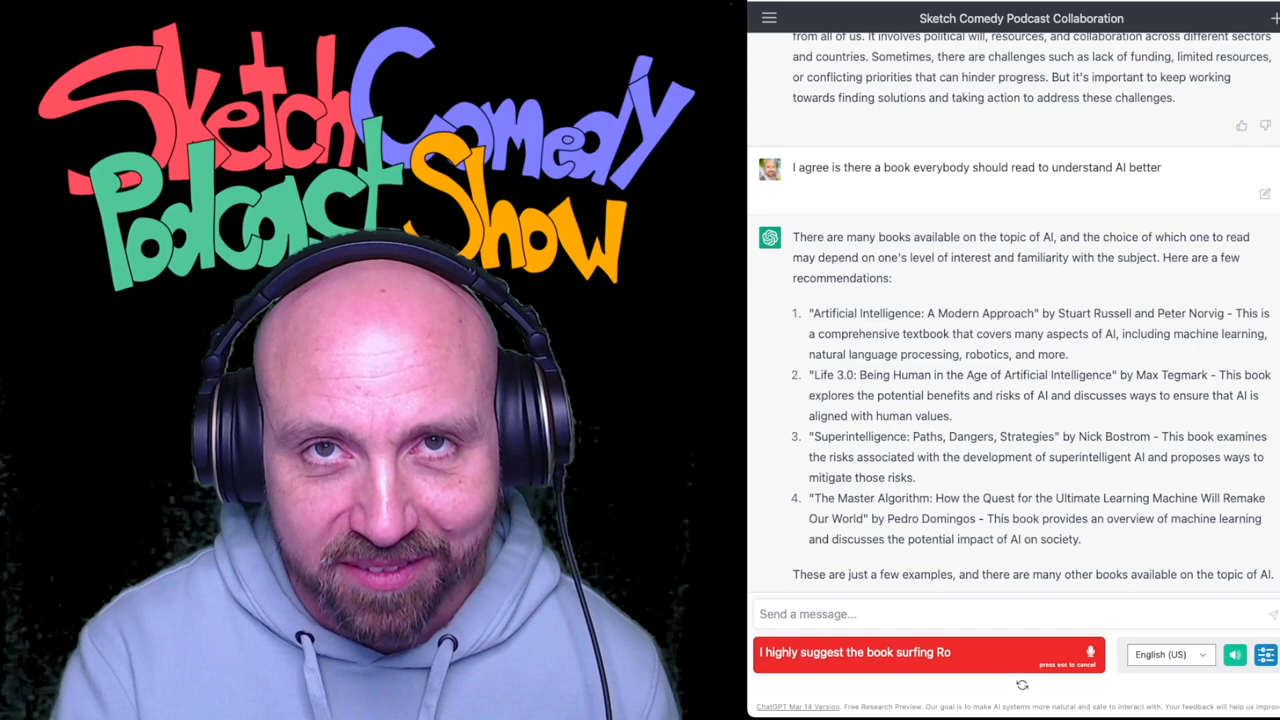 Sketch Comedy
Podcast Show
Sketch Comedy Podcast Collaboration
from all of us. It involves political will, resources, and collaboration across different sectors
and countries. Sometimes, there are challenges such as lack of funding, limited resources,
or conflicting priorities that can hinder progress. But it's important to keep working
towards finding solutions and taking action to address these challenges.
I agree is there a book everybody should read to understand AI better
There are many books available on the topic of AI, and the choice of which one to read
may depend on one's level of interest and familiarity with the subject. Here are a few
recommendations:
1. "Artificial Intelligence: A Modern Approach" by Stuart Russell and Peter Norvig - This is
a comprehensive textbook that covers many aspects of AI, including machine learning,
natural language processing, robotics, and more.
2. "Life 3.0: Being Human in the Age of Artificial Intelligence" by Max Tegmark - This book
explores the potential benefits and risks of AI and discusses ways to ensure that AI is
aligned with human values.
3. "Superintelligence: Paths, Dangers, Strategies" by Nick Bostrom - This book examines
the risks associated with the development of superintelligent AI and proposes ways to
mitigate those risks.
4. "The Master Algorithm: How the Quest for the Ultimate Learning Machine Will Remake
Our World" by Pedro Domingos - This book provides an overview of machine learning
and discusses the potential impact of AI on society.
These are just a few examples, and there are many other books available on the topic of AI.
Send a message...
I highly suggest the book surfing Ro
press esc to cancel
English (US)
ChatGPT Mar 14 Version. Free Research Preview. Our goal is to make AI systems more natural and safe to interact with. Your feedback will help us improv